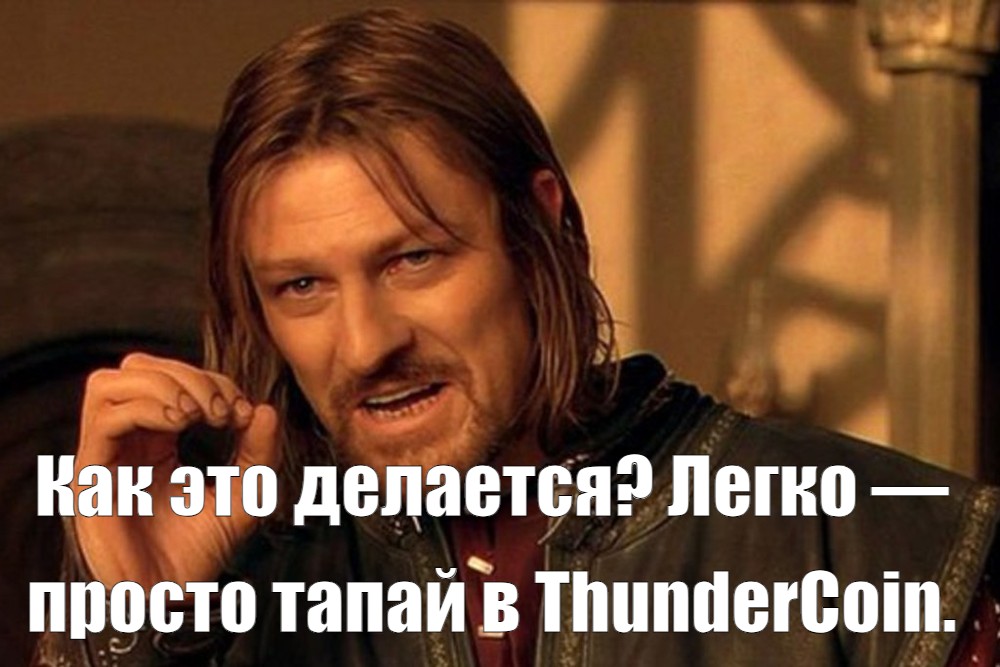 Как это делается? Легко —
просто тапай в ThunderCoin.